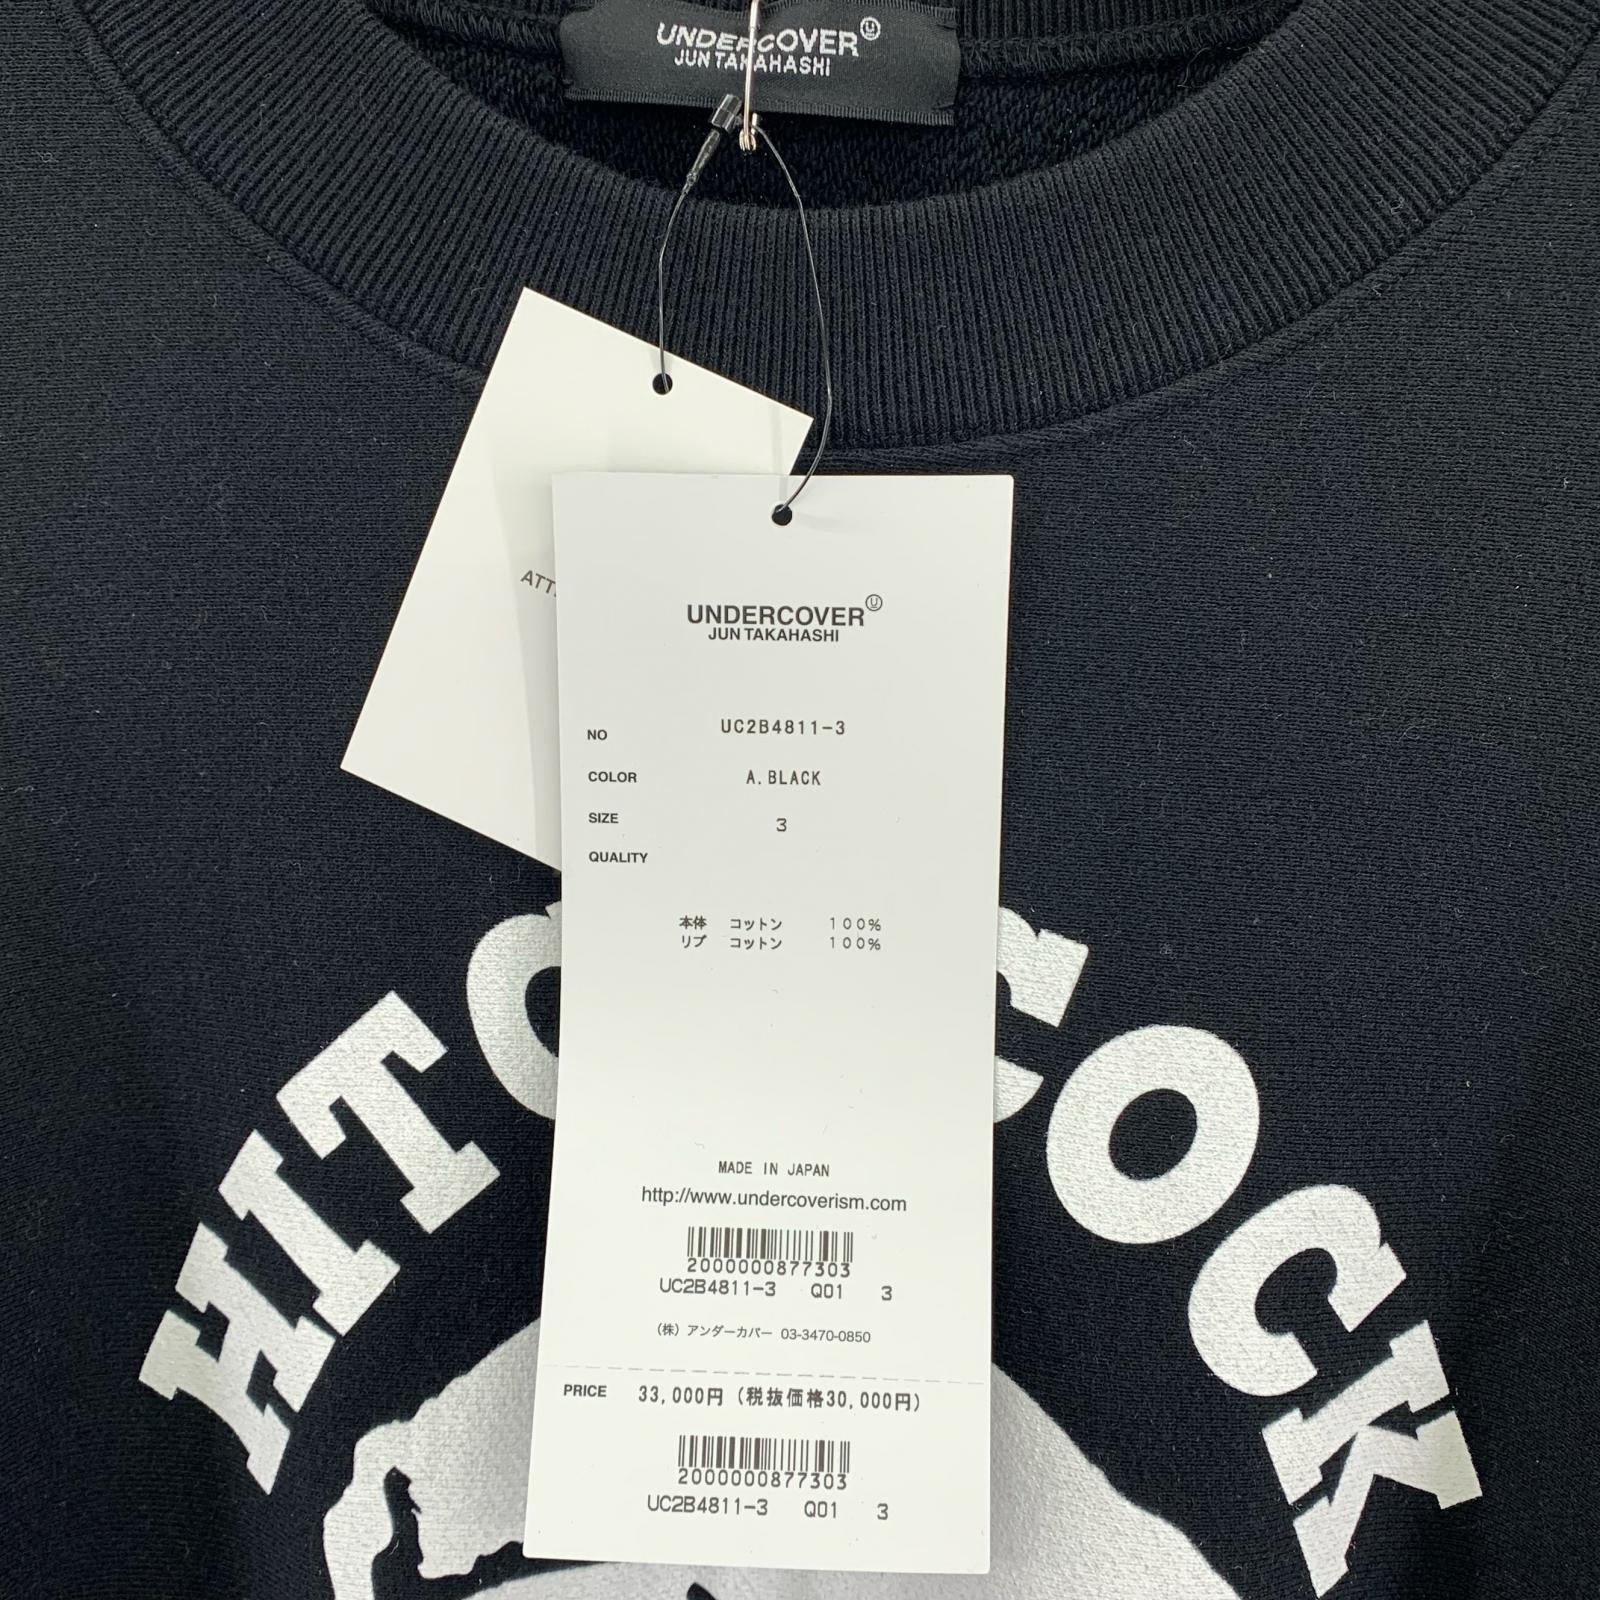 UNDERCOVER
JUN TAKAHASHI
UNDERCOVER
JUN TAKAHASHI
NO UC2B4811-3
COLOR A.BLACK
SIZE 3
QUALITY
本体 コットン 100%
リブ コットン 100%
MADE IN JAPAN
http://www.undercoverism.com
2000000877303
UC2B4811-3 Q01 3
(株) アンダーカバー 03-3470-0850
PRICE 33,000円 (税抜価格30,000円)
2000000877303
UC2B4811-3 Q01 3